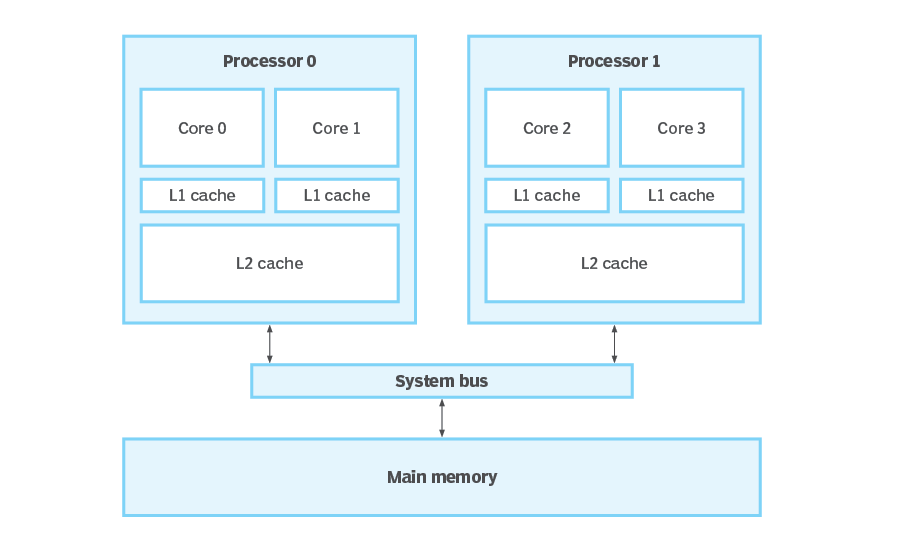 Processor 0
Processor 1
Core 0
Core 1
Core 2
Core 3
L1 cache
L1 cache
L1 cache
L1 cache
L2 cache
L2 cache
System bus
Main memory